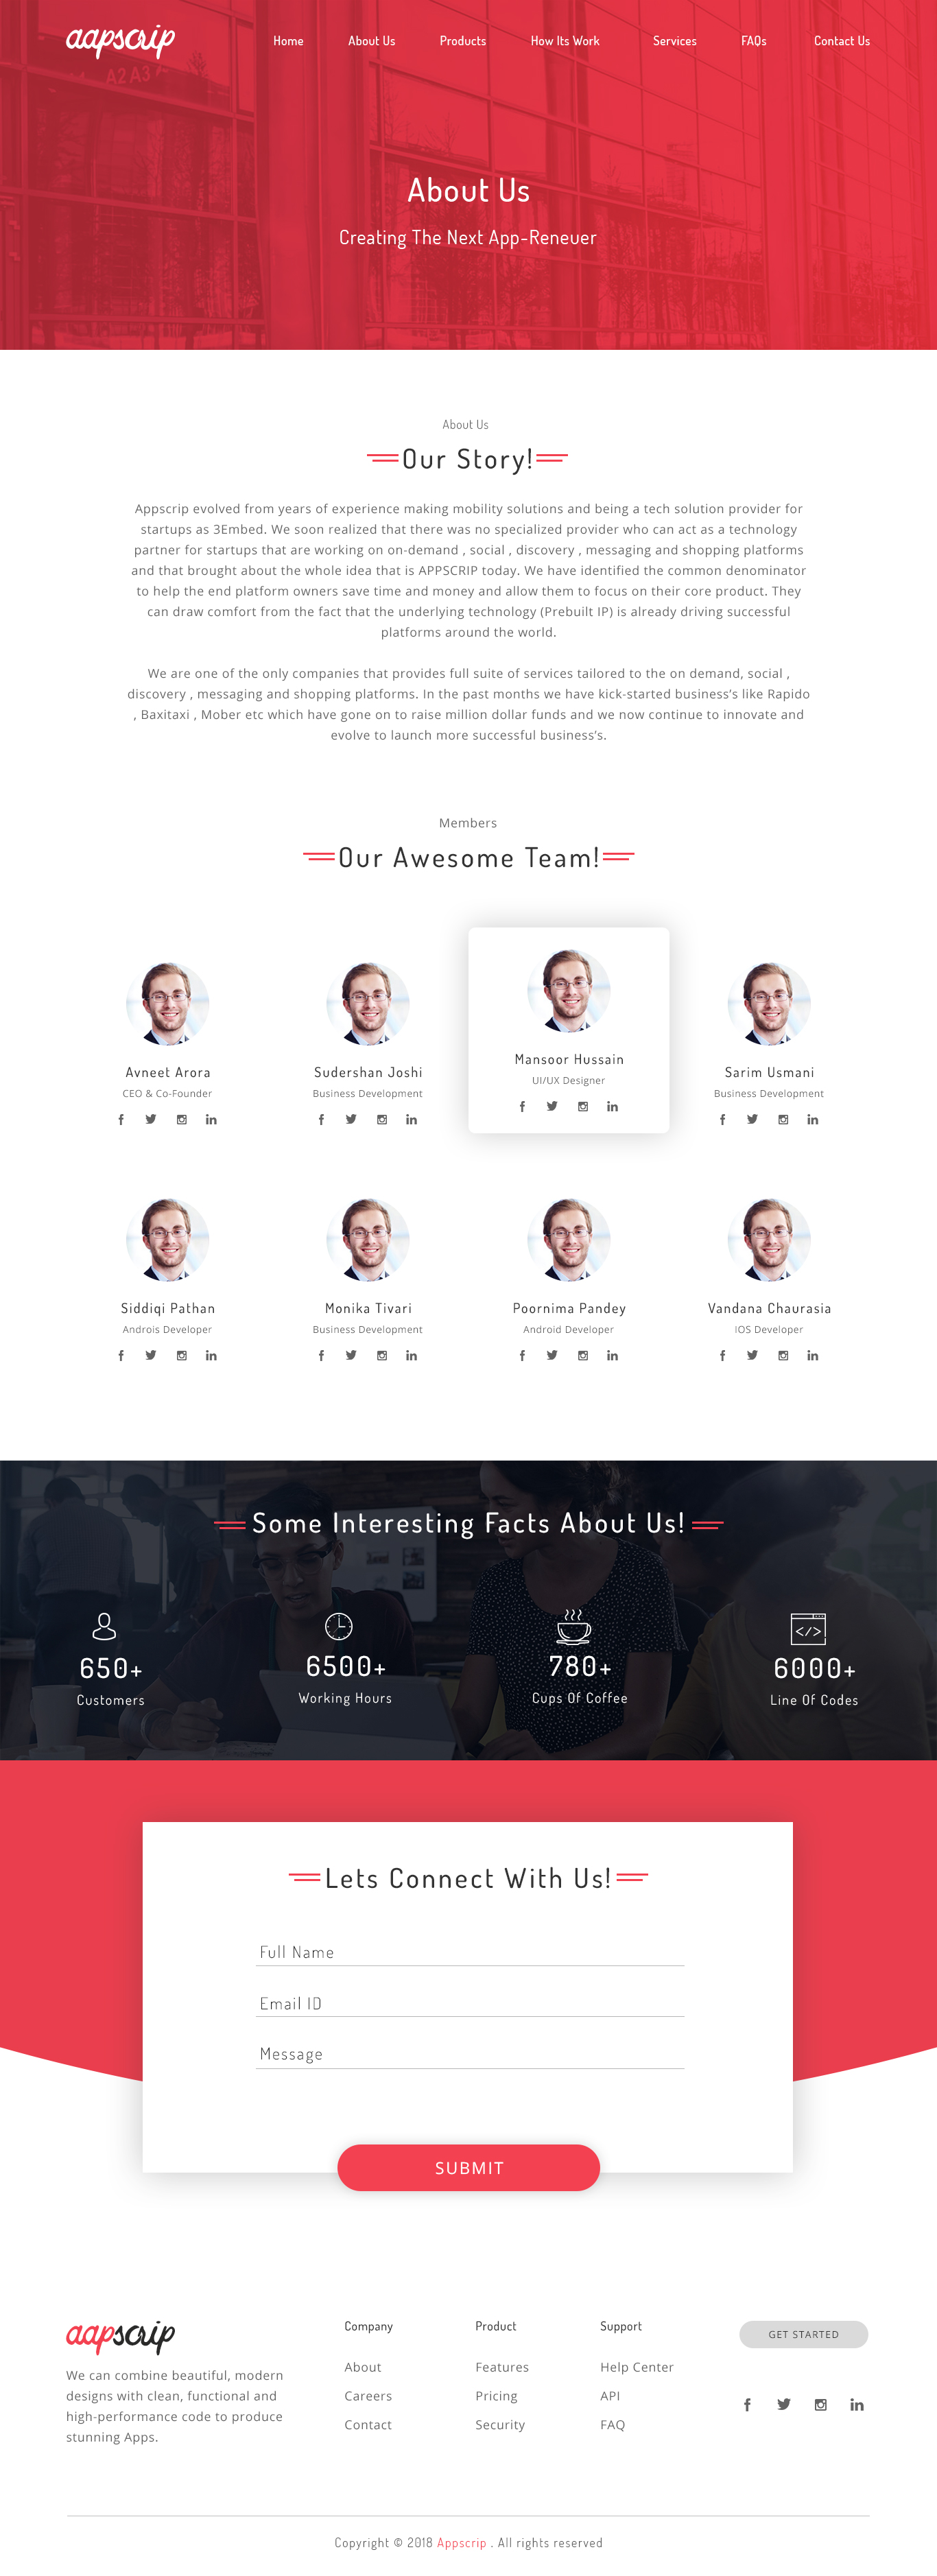 aapscrip
Home About Us Products How Its Work Services FAQs Contact Us
A2 A3
About Us
Creating The Next App-Reneuer
About Us
Our Story!
Appscrip evolved from years of experience making mobility solutions and being a tech solution provider for
startups as 3Embed. We soon realized that there was no specialized provider who can act as a technology
partner for startups that are working on on-demand , social , discovery , messaging and shopping platforms
and that brought about the whole idea that is APPSCRIP today. We have identified the common denominator
to help the end platform owners save time and money and allow them to focus on their core product. They
can draw comfort from the fact that the underlying technology (Prebuilt IP) is already driving successful
platforms around the world.
We are one of the only companies that provides full suite of services tailored to the on demand, social ,
discovery , messaging and shopping platforms. In the past months we have kick-started business’s like Rapido
, Baxitaxi , Mober etc which have gone on to raise million dollar funds and we now continue to innovate and
evolve to launch more successful business’s.
Members
Our Awesome Team!
Avneet Arora
CEO & Co-Founder
Sudershan Joshi
Business Development
Mansoor Hussain
UI/UX Designer
Sarim Usmani
Business Development
Siddiqi Pathan
Androis Developer
Monika Tivari
Business Development
Poornima Pandey
Android Developer
Vandana Chaurasia
IOS Developer
Some Interesting Facts About Us!
650+
Customers
6500+
Working Hours
780+
Cups Of Coffee
6000+
Line Of Codes
Lets Connect With Us!
Full Name
Email ID
Message
SUBMIT
aapscrip
We can combine beautiful, modern
designs with clean, functional and
high-performance code to produce
stunning Apps.
Company
About
Careers
Contact
Product
Features
Pricing
Security
Support
Help Center
API
FAQ
GET STARTED
Copyright © 2018 Appscrip . All rights reserved